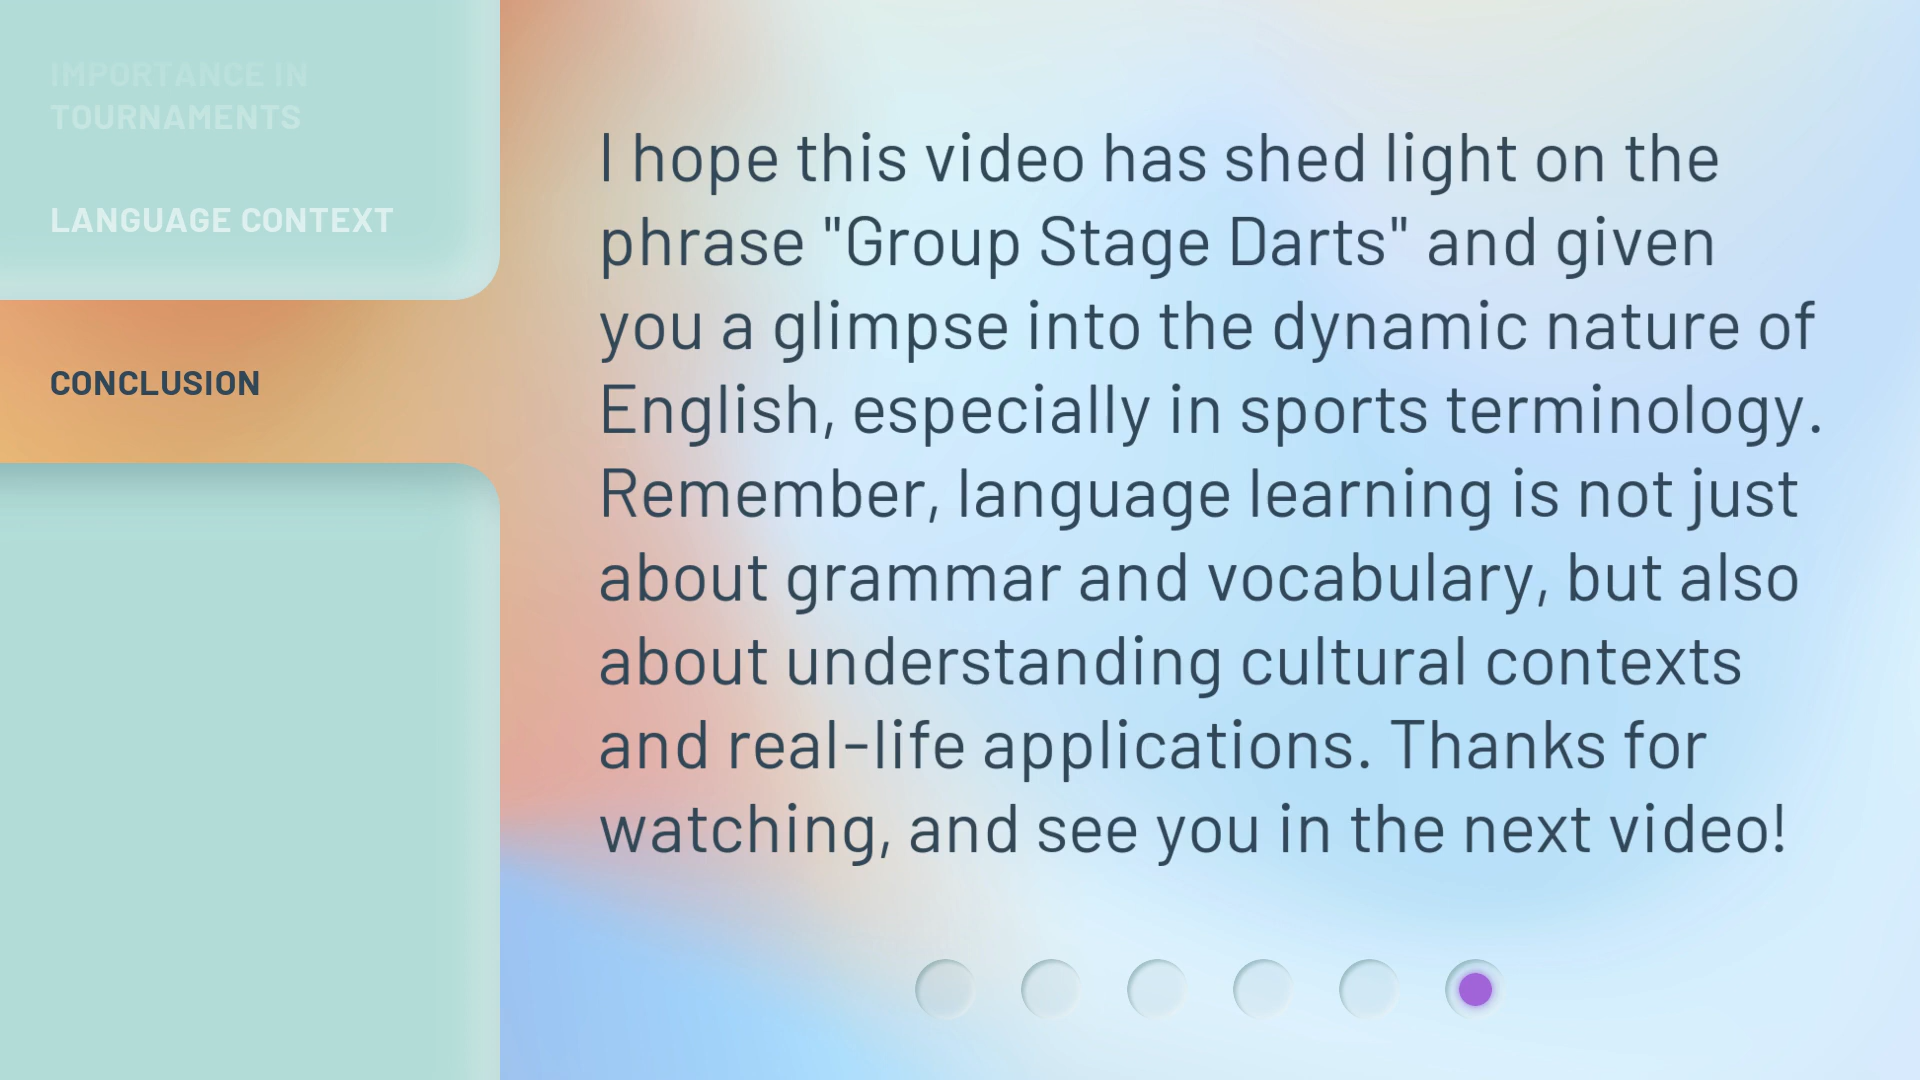 IMPORTANCE IN
TOURNAMENTS
LANGUAGE CONTEXT
CONCLUSION
I hope this video has shed light on the
phrase "Group Stage Darts" and given
you a glimpse into the dynamic nature of
English, especially in sports terminology.
Remember, language learning is not just
about grammar and vocabulary, but also
about understanding cultural contexts
and real-life applications. Thanks for
watching, and see you in the next video!